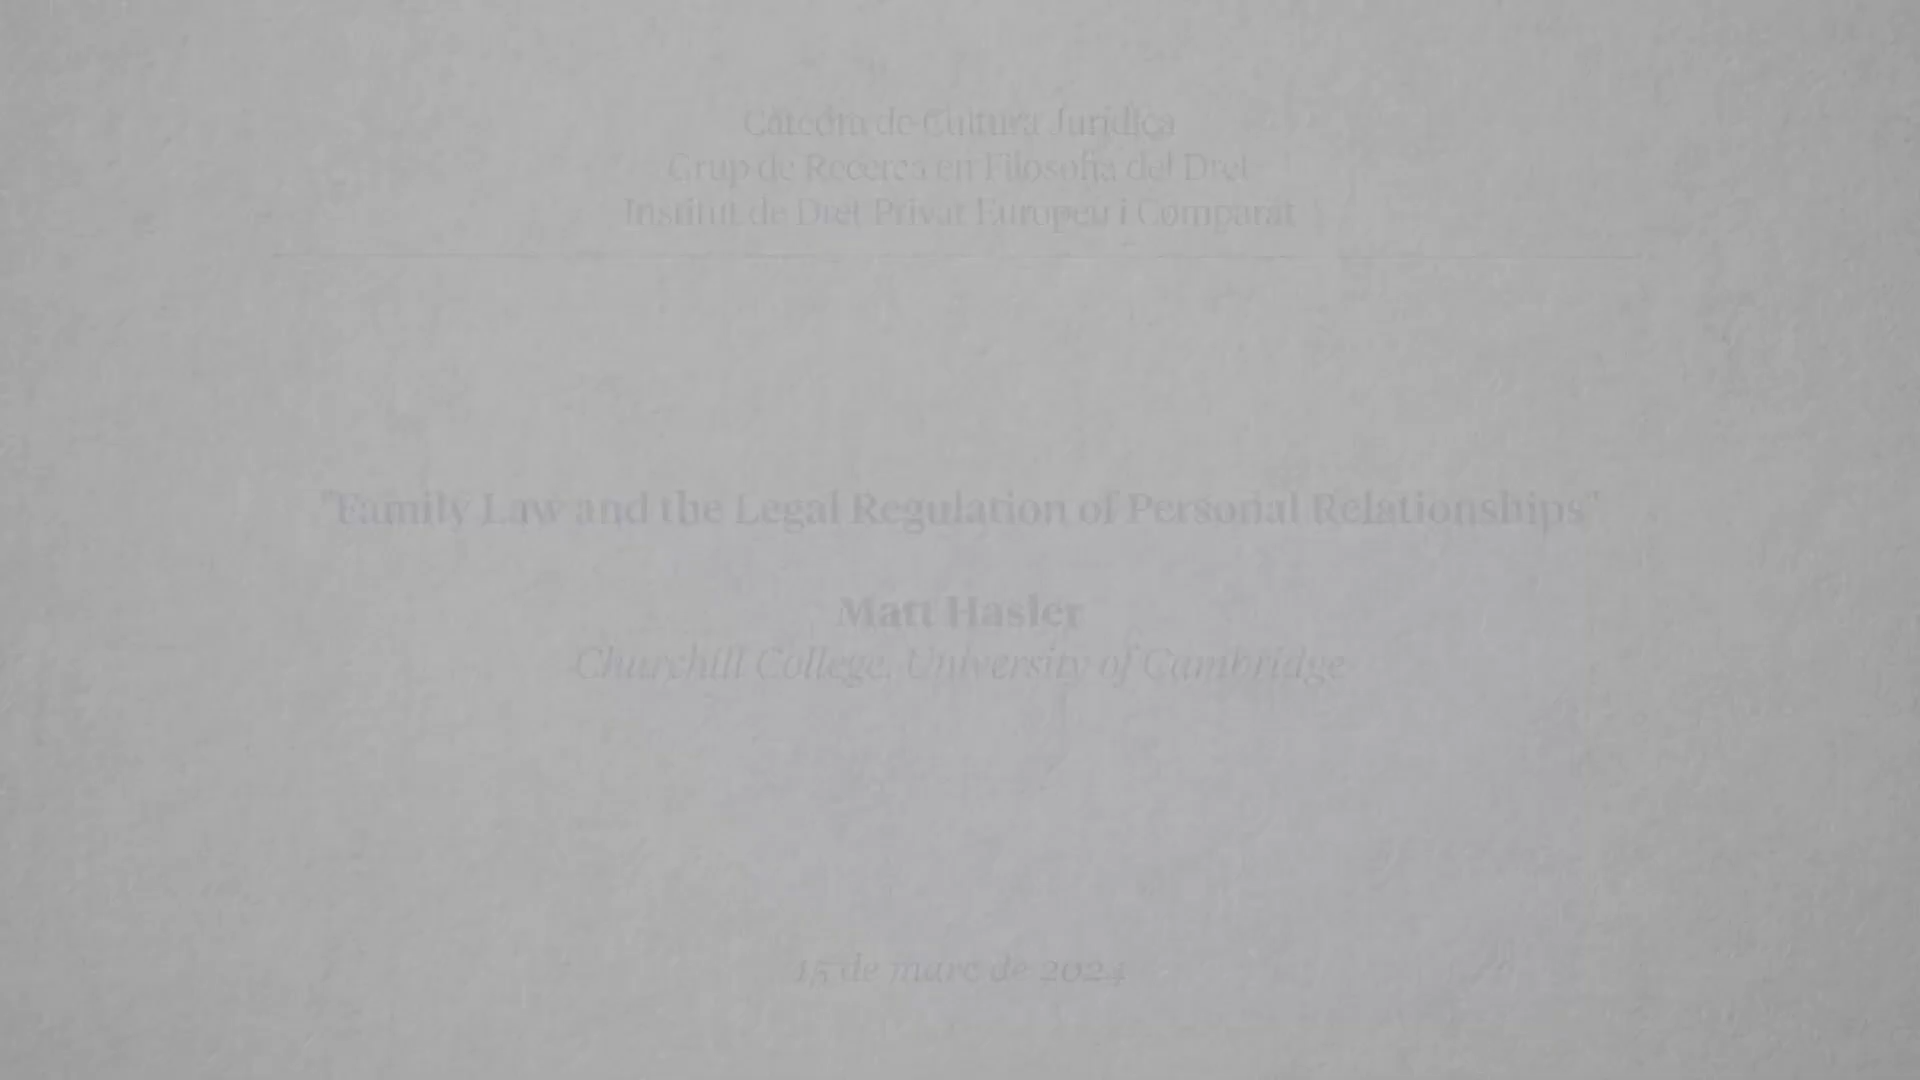 Càtedra de Cultura Jurídica
Grup de Recerca en Filosofia del Dret
Institut de Dret Privat Europeu i Comparat
"Family Law and the Legal Regulation of Personal Relationships"
Matt Hasler
Churchill College, University of Cambridge
15 de març de 2024